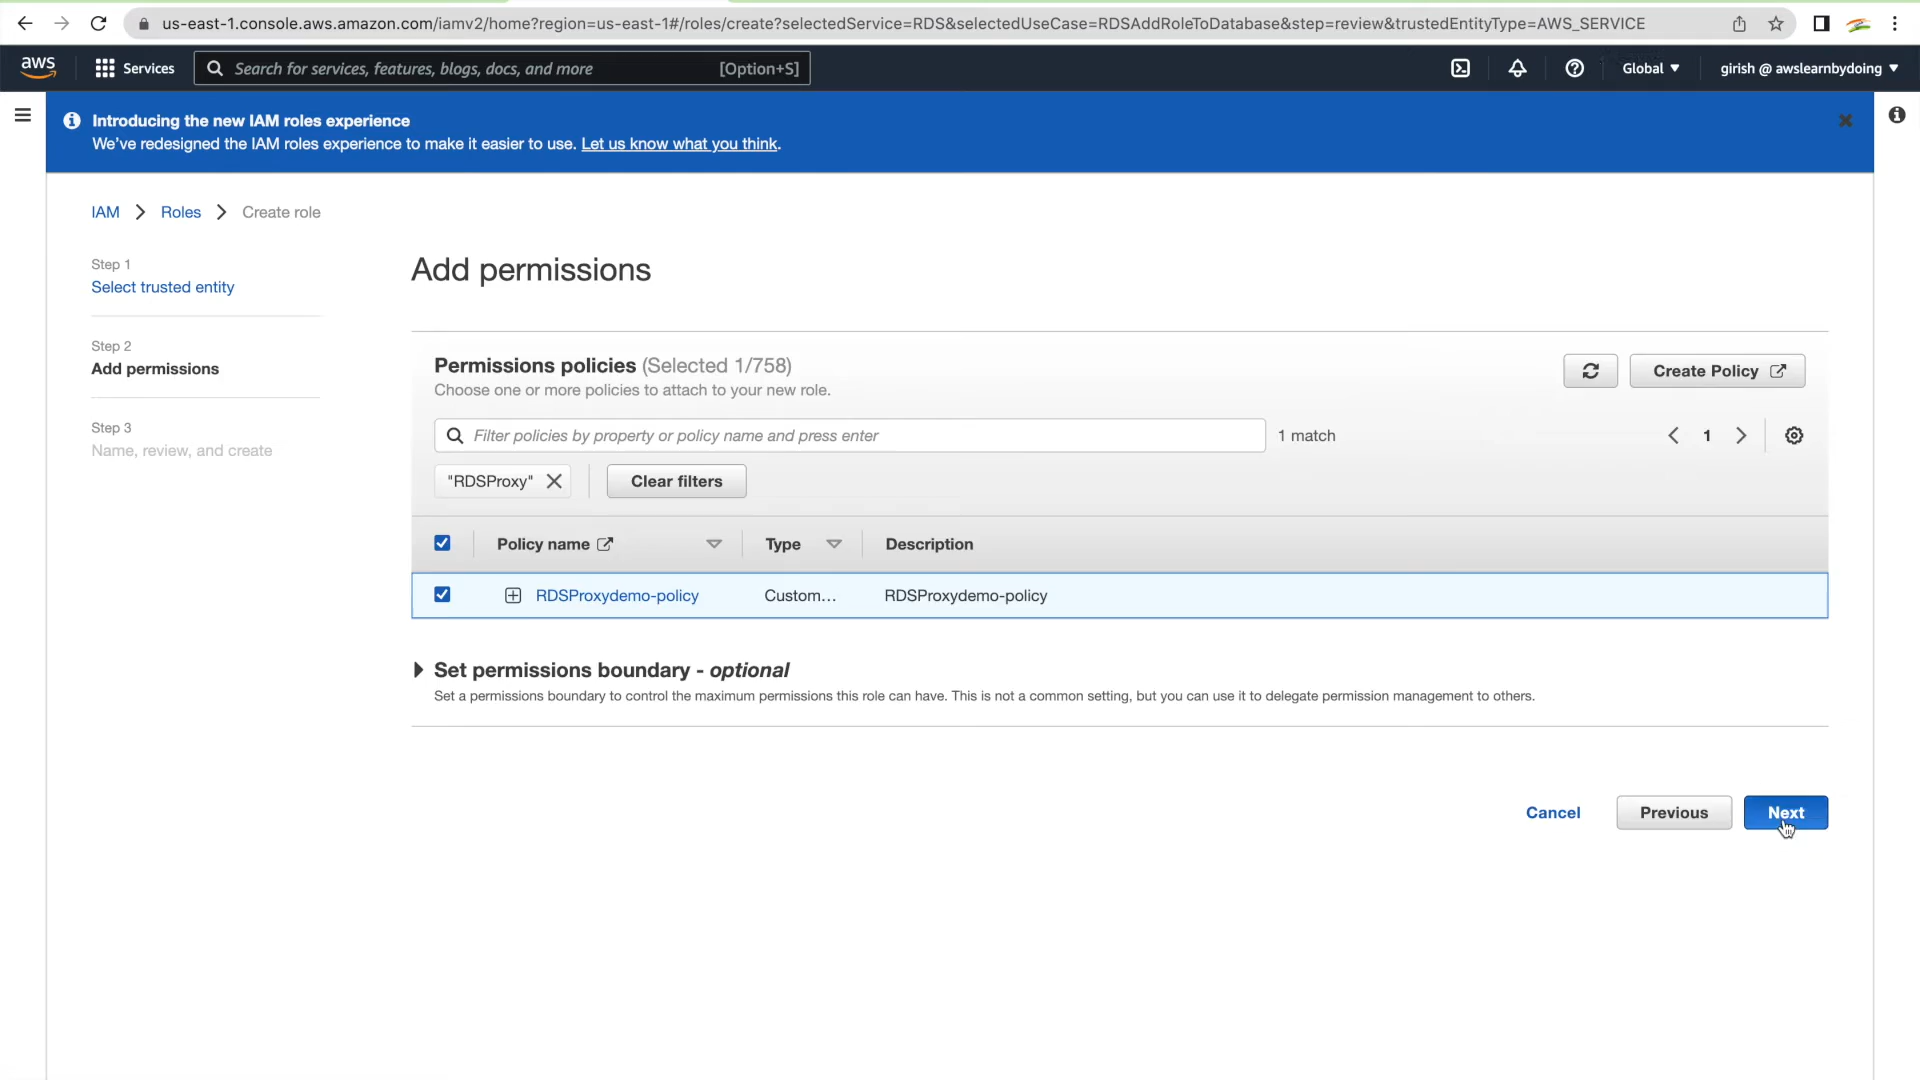 us-east-1.console.aws.amazon.com/iamv2/home?region=us-east-1#/roles/create?selectedService=RDS&selectedUseCase=RDSAddRoleToDatabase&step=review&trustedEntityType=AWS_SERVICE
aws
Services
Search for services, features, blogs, docs, and more
[Option+S]
Global
girish @ awslearnbydoing
Introducing the new IAM roles experience
We've redesigned the IAM roles experience to make it easier to use. Let us know what you think.
IAM
Roles
Create role
Step 1
Select trusted entity
Step 2
Add permissions
Step 3
Name, review, and create
Add permissions
Permissions policies (Selected 1/758)
Choose one or more policies to attach to your new role.
Create Policy
Filter policies by property or policy name and press enter
1 match
1
"RDSProxy"
Clear filters
Policy name
Type
Description
RDSProxydemo-policy
Custom...
RDSProxydemo-policy
Set permissions boundary - optional
Set a permissions boundary to control the maximum permissions this role can have. This is not a common setting, but you can use it to delegate permission management to others.
Cancel
Previous
Next